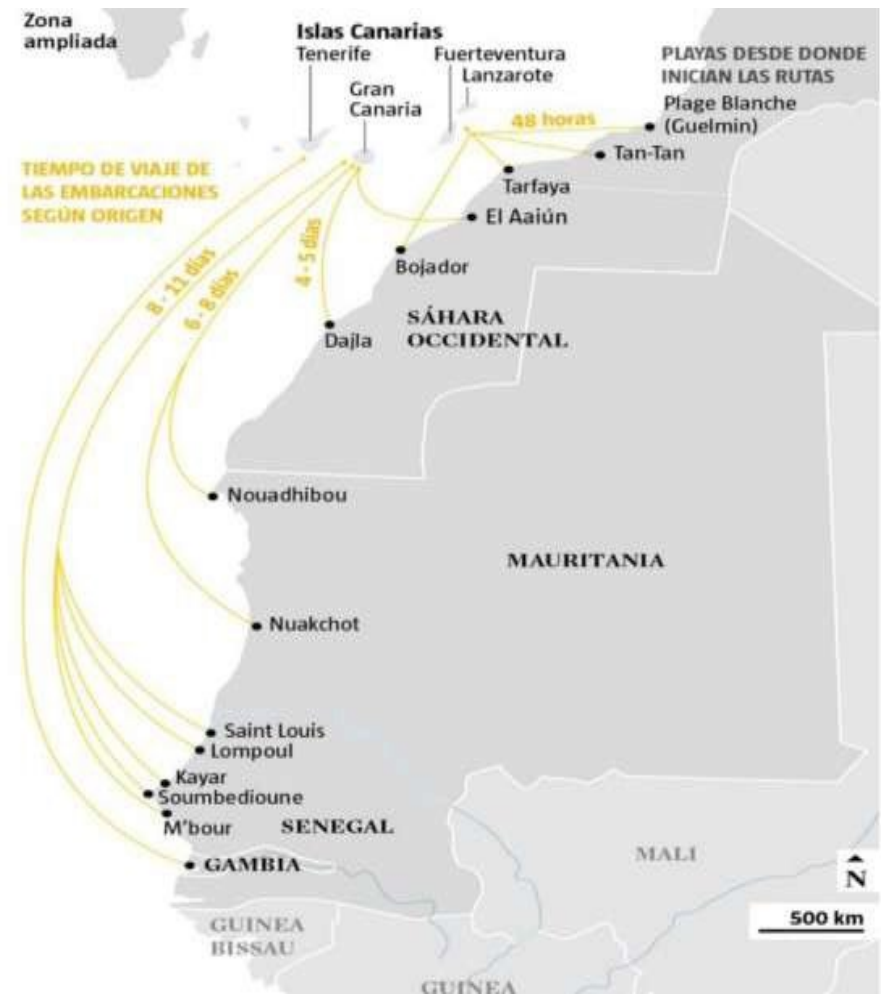 Zona
ampliada
Islas Canarias
Tenerife
Gran
Canaria
Fuerteventura
Lanzarote
PLAYAS DESDE DONDE
INICIAN LAS RUTAS
Plage Blanche
(Guelmin)
48 horas
Tan-Tan
Tarfaya
El Aaiún
Bojador
TIEMPO DE VIAJE DE
LAS EMBARCACIONES
SEGÚN ORIGEN
8 - 11 días
6 - 8 días
4 - 5 días
Dajla
SÁHARA
OCCIDENTAL
Nouadhibou
MAURITANIA
Nuakchot
Saint Louis
Lompoul
Kayar
Soumbedioune
M'bour
SENEGAL
GAMBIA
MALI
N
500 km
GUINEA
BISSAU
GUINEA